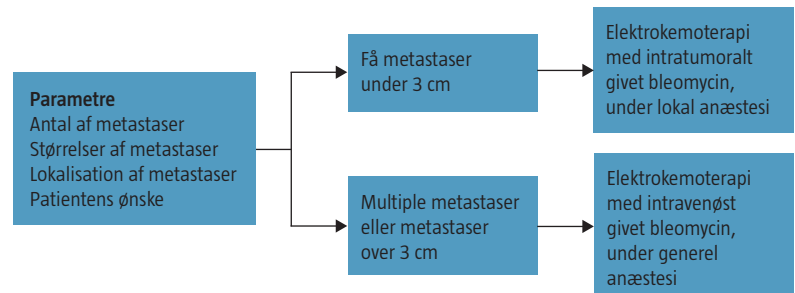 Parametre
Antal af metastaser
Størrelser af metastaser
Lokalisation af metastaser
Patientens ønske
Få metastaser
under 3 cm
Elektrokemoterapi
med intratumoralt
givet bleomycin,
under lokal anæstesi
Multiple metastaser
eller metastaser
over 3 cm
Elektrokemoterapi
med intravenøst
givet bleomycin,
under generel
anæstesi